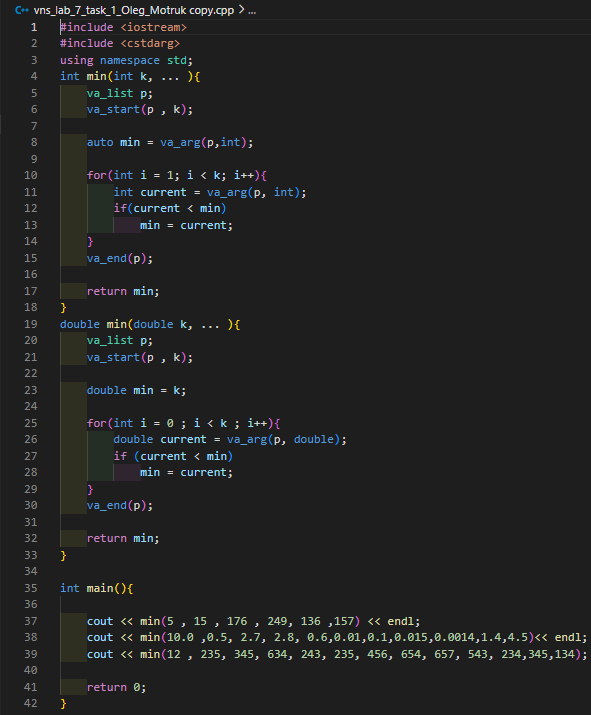 C++ vns_lab_7_task_1_Oleg_Motruk copy.cpp > ...
1 #include <iostream>
2 #include <cstdarg>
3 using namespace std;
4 int min(int k, ... ){
5 va_list p;
6 va_start(p , k);
7
8 auto min = va_arg(p,int);
9
10 for(int i = 1; i < k; i++){
11 int current = va_arg(p, int);
12 if(current < min)
13 min = current;
14 }
15 va_end(p);
16
17 return min;
18 }
19 double min(double k, ... ){
20 va_list p;
21 va_start(p , k);
22
23 double min = k;
24
25 for(int i = 0 ; i < k ; i++){
26 double current = va_arg(p, double);
27 if (current < min)
28 min = current;
29 }
30 va_end(p);
31
32 return min;
33 }
34
35 int main(){
36
37 cout << min(5 , 15 , 176 , 249, 136 ,157) << endl;
38 cout << min(10.0 ,0.5, 2.7, 2.8, 0.6,0.01,0.1,0.015,0.0014,1.4,4.5)<< endl;
39 cout << min(12 , 235, 345, 634, 243, 235, 456, 654, 657, 543, 234,345,134);
40
41 return 0;
42 }